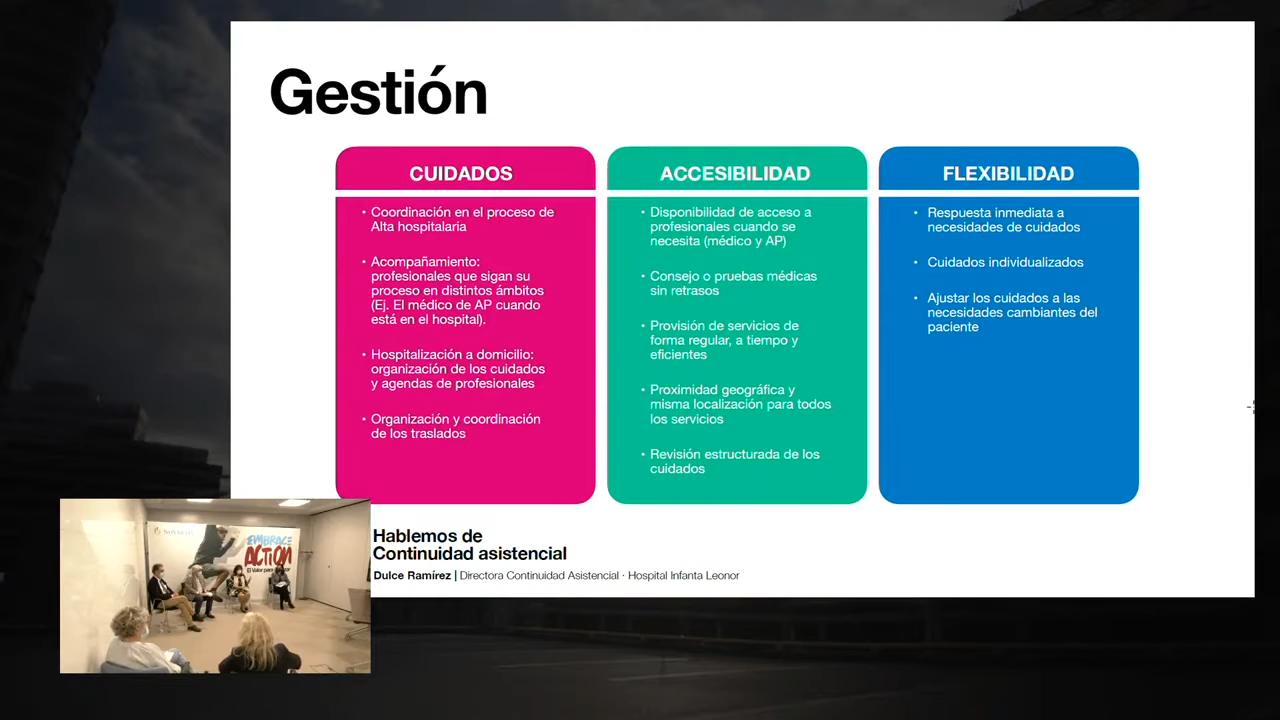 Gestión
CUIDADOS
• Coordinación en el proceso de
Alta hospitalaria
• Acompañamiento:
profesionales que sigan su
proceso en distintos ámbitos
(Ej. El médico de AP cuando
está en el hospital).
• Hospitalización a domicilio:
organización de los cuidados
y agendas de profesionales
• Organización y coordinación
de los traslados
ACCESIBILIDAD
• Disponibilidad de acceso a
profesionales cuando se
necesita (médico y AP)
• Consejo o pruebas médicas
sin retrasos
• Provisión de servicios de
forma regular, a tiempo y
eficientes
• Proximidad geográfica y
misma localización para todos
los servicios
• Revisión estructurada de los
cuidados
FLEXIBILIDAD
• Respuesta inmediata a
necesidades de cuidados
• Cuidados individualizados
• Ajustar los cuidados a las
necesidades cambiantes del
paciente
Hablemos de
Continuidad asistencial
Dulce Ramírez | Directora Continuidad Asistencial · Hospital Infanta Leonor
EMBRACE
ACTION
El Valor